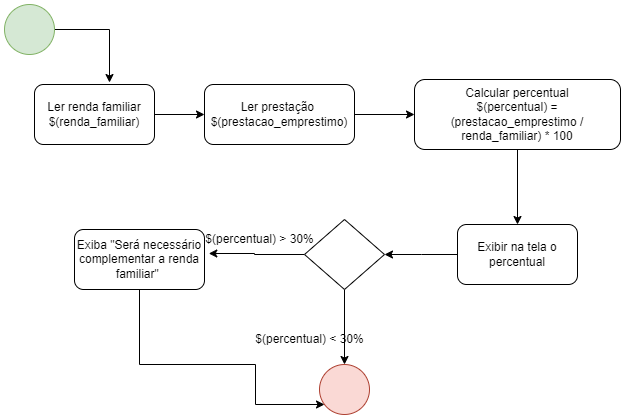 Ler renda familiar
$(renda_familiar)
Ler prestação
$(prestacao_emprestimo)
Calcular percentual
$(percentual) =
(prestacao_emprestimo /
renda_familiar) * 100
Exibir na tela o
percentual
$(percentual) > 30%
Exiba "Será necessário
complementar a renda
familiar"
$(percentual) < 30%